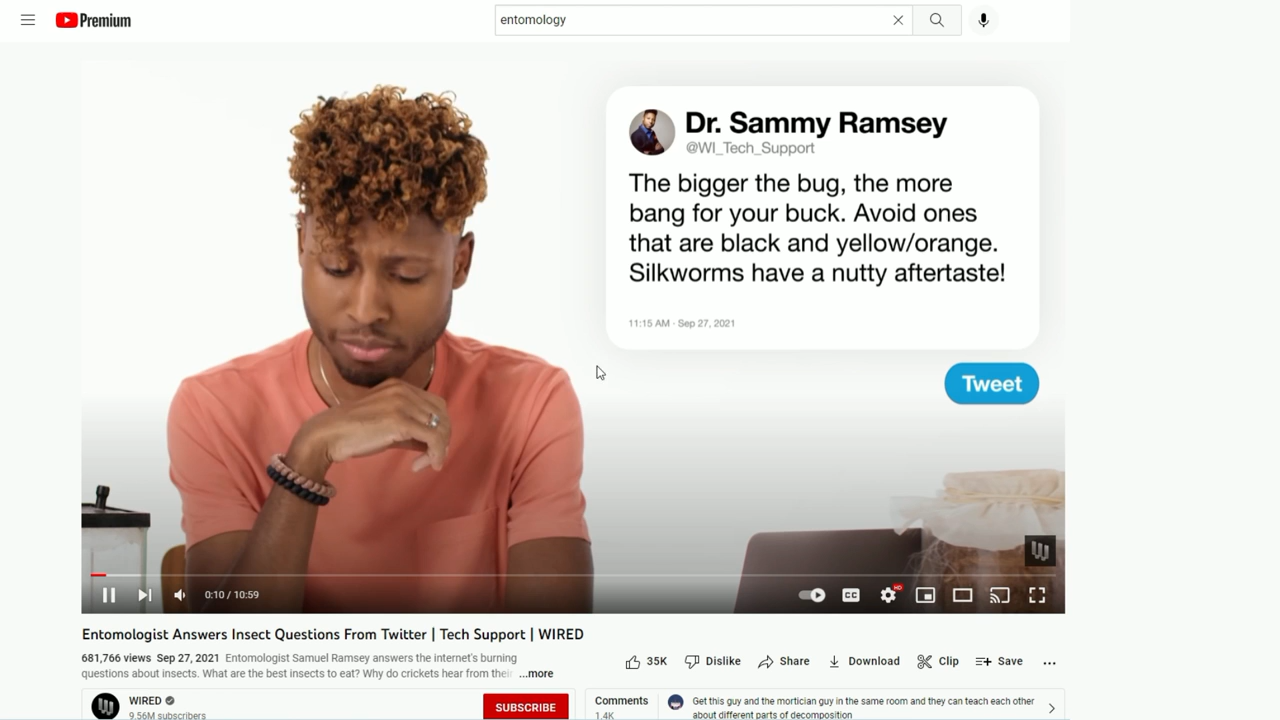 Premium
entomology
Dr. Sammy Ramsey
@WI_Tech_Support
The bigger the bug, the more
bang for your buck. Avoid ones
that are black and yellow/orange.
Silkworms have a nutty aftertaste!
11:15 AM · Sep 27, 2021
Tweet
W
0:10 / 10:59
CC
HD
Entomologist Answers Insect Questions From Twitter | Tech Support | WIRED
681,766 views Sep 27, 2021 Entomologist Samuel Ramsey answers the internet's burning
questions about insects. What are the best insects to eat? Why do crickets hear from their ...more
35K Dislike Share Download Clip Save
WIRED
9.56M subscribers
SUBSCRIBE
Comments
1.4K
Get this guy and the mortician guy in the same room and they can teach each other
about different parts of decomposition